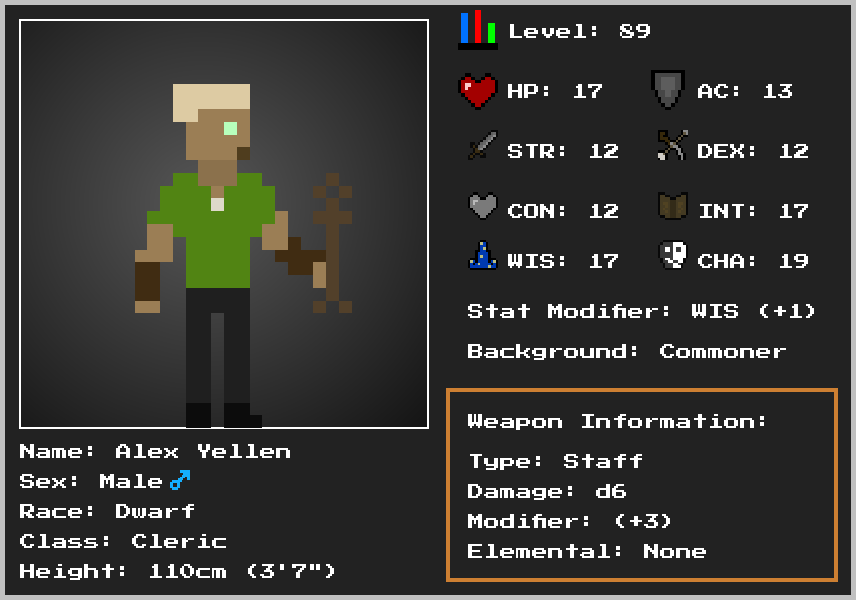 Level: 89
HP: 17
AC: 13
STR: 12
DEX: 12
CON: 12
INT: 17
WIS: 17
CHA: 19
Stat Modifier: WIS (+1)
Background: Commoner
Weapon Information:
Type: Staff
Damage: d6
Modifier: (+3)
Elemental: None
Name: Alex Yellen
Sex: Male ♂
Race: Dwarf
Class: Cleric
Height: 110cm (3'7")